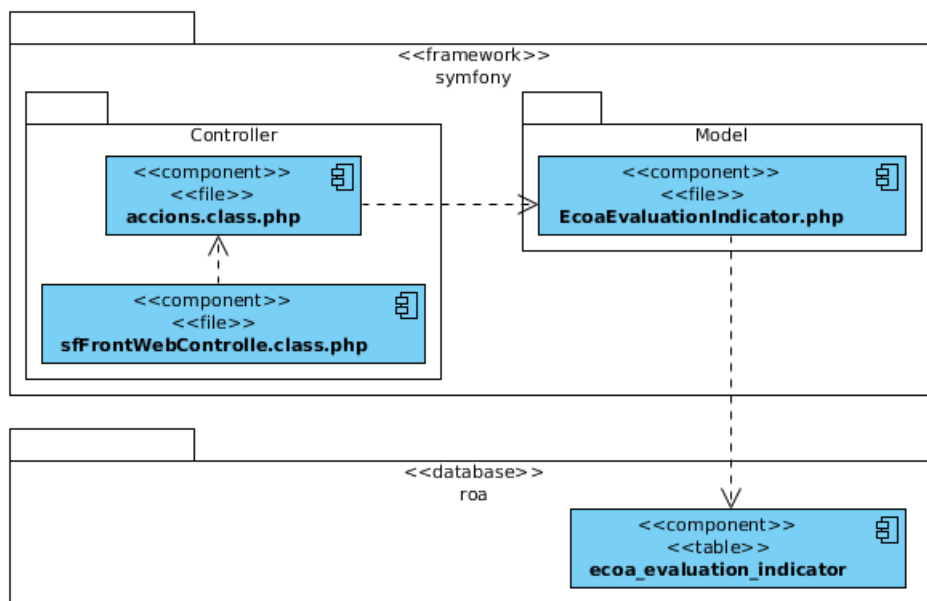 <<framework>>
symfony
Controller
<<component>>
<<file>>
accions.class.php
<<component>>
<<file>>
sfFrontWebControlle.class.php
Model
<<component>>
<<file>>
EcoaEvaluationIndicator.php
<<database>>
roa
<<component>>
<<table>>
ecoa_evaluation_indicator